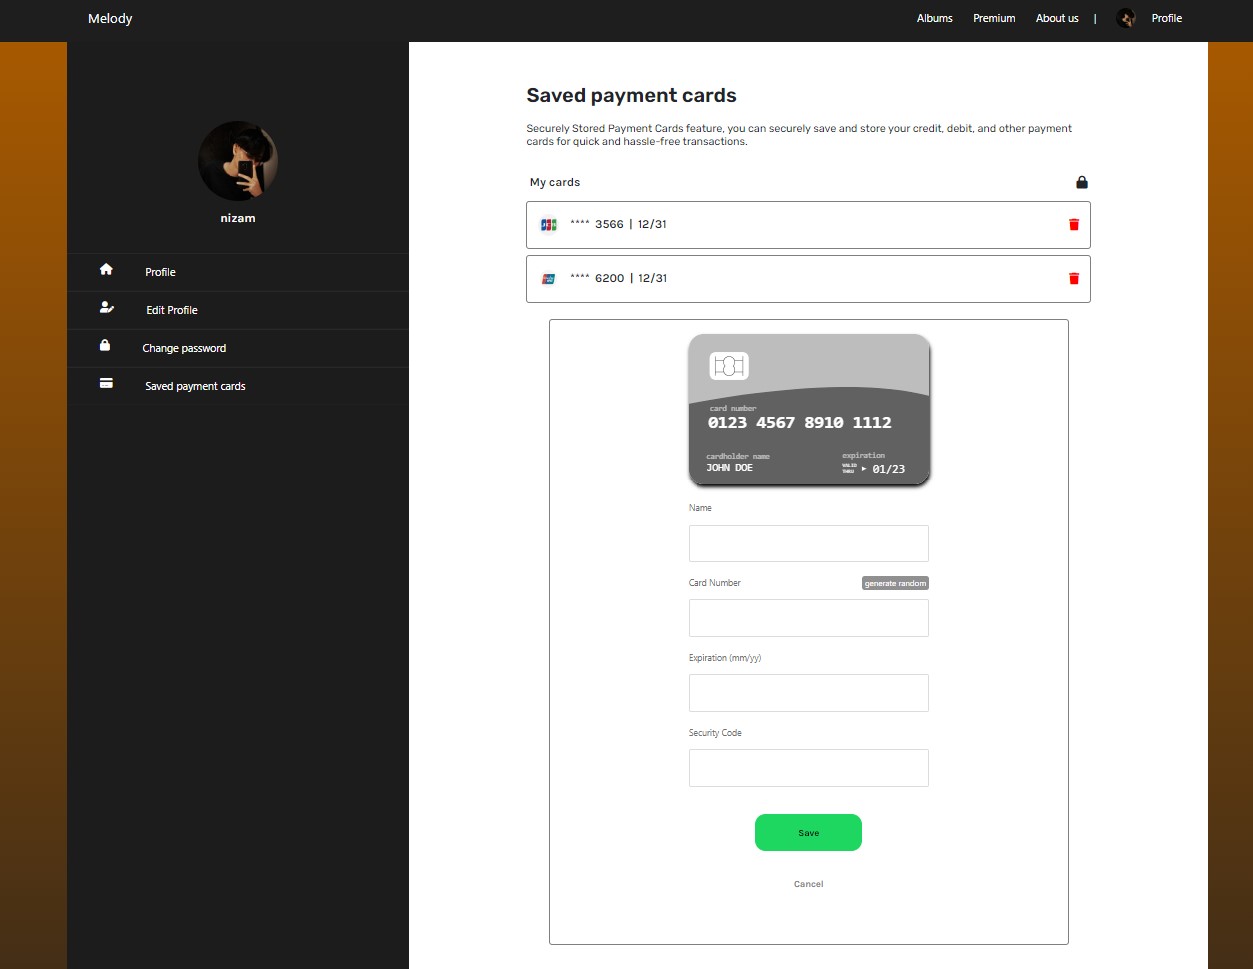 Melody
Albums Premium About us | Profile
nizam
Profile
Edit Profile
Change password
Saved payment cards
Saved payment cards
Securely Stored Payment Cards feature, you can securely save and store your credit, debit, and other payment
cards for quick and hassle-free transactions.
My cards
JCB **** 3566 | 12/31
**** 6200 | 12/31
card number
0123 4567 8910 1112
cardholder name
JOHN DOE
expiration
VALID
THRU
01/23
Name
Card Number generate random
Expiration (mm/yy)
Security Code
Save
Cancel